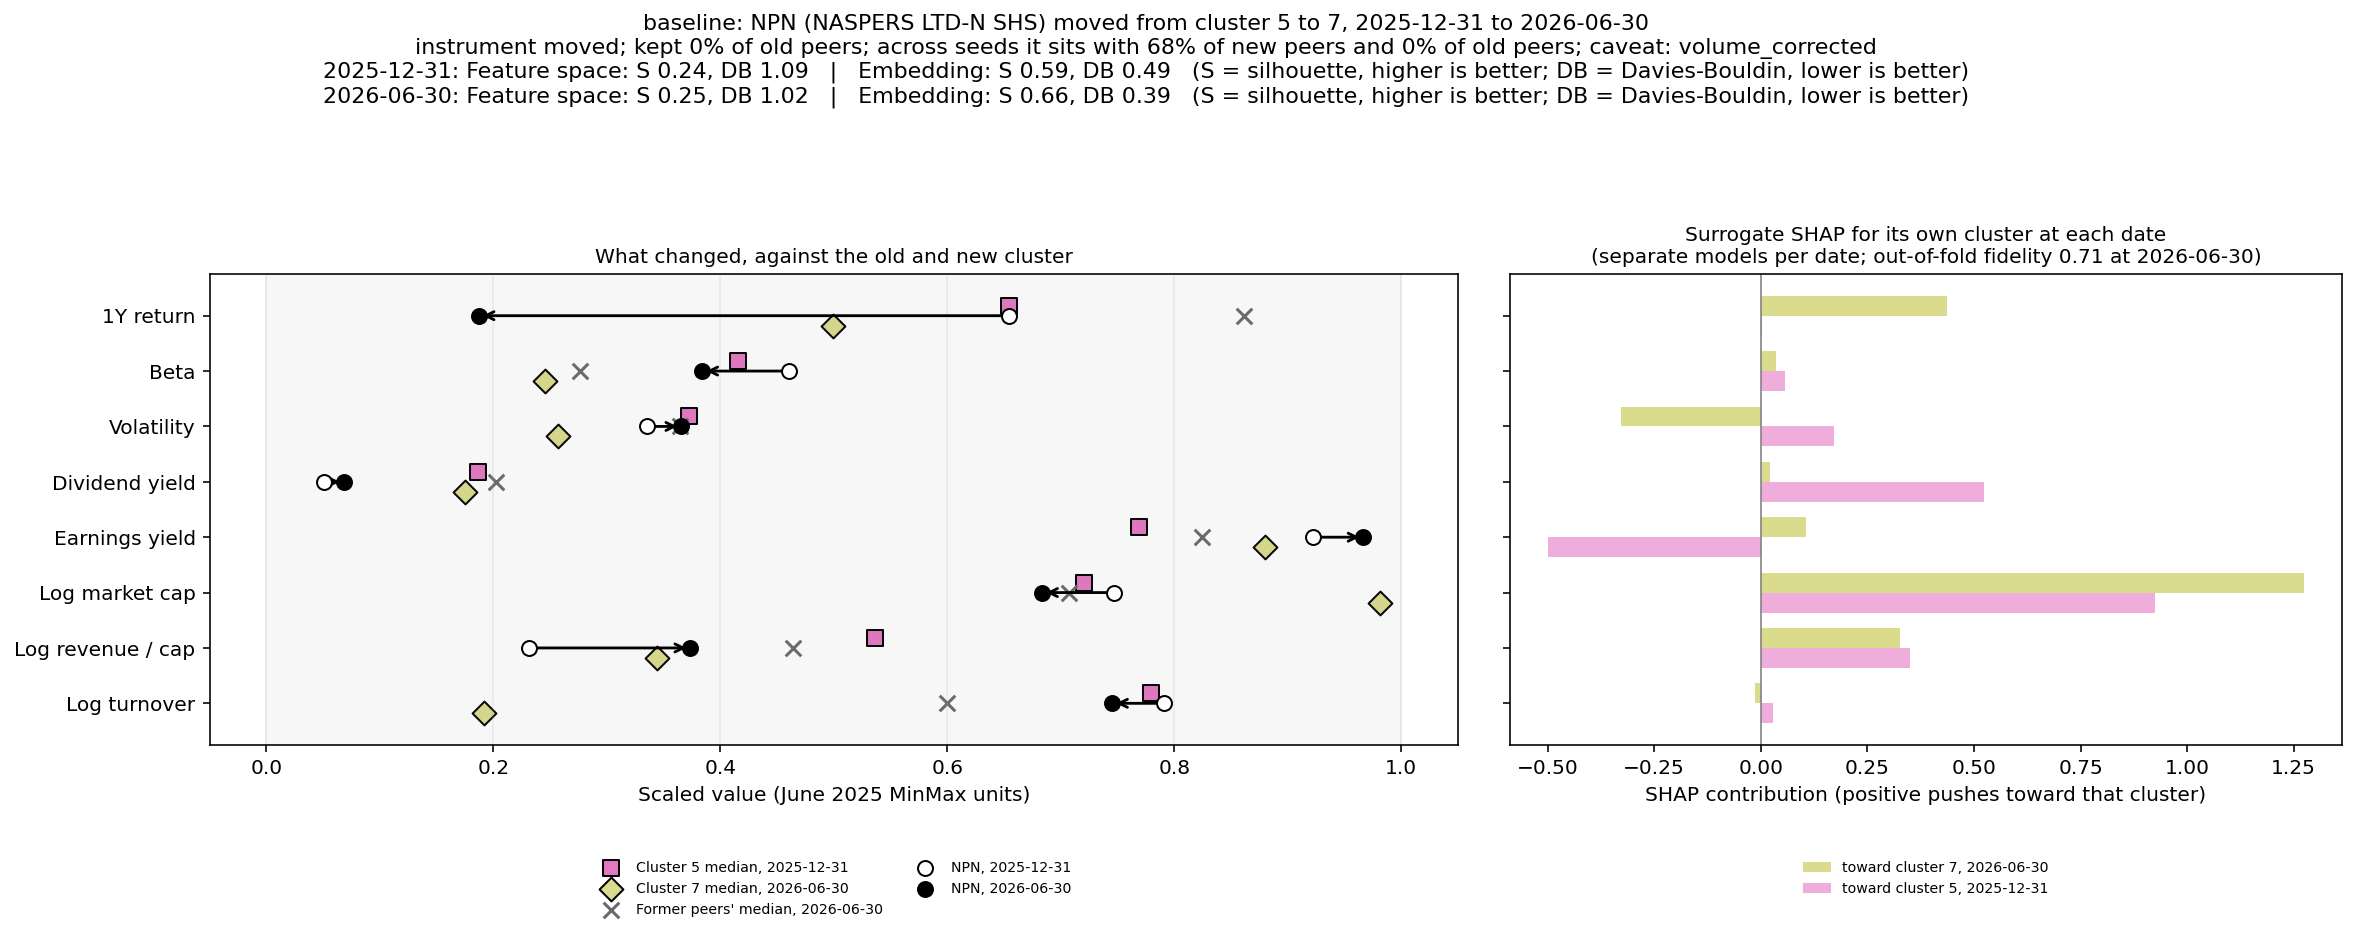 baseline: NPN (NASPERS LTD-N SHS) moved from cluster 5 to 7, 2025-12-31 to 2026-06-30
instrument moved; kept 0% of old peers; across seeds it sits with 68% of new peers and 0% of old peers; caveat: volume_corrected
2025-12-31: Feature space: S 0.24, DB 1.09 | Embedding: S 0.59, DB 0.49 (S = silhouette, higher is better; DB = Davies-Bouldin, lower is better)
2026-06-30: Feature space: S 0.25, DB 1.02 | Embedding: S 0.66, DB 0.39 (S = silhouette, higher is better; DB = Davies-Bouldin, lower is better)
What changed, against the old and new cluster
1Y return
Beta
Volatility
Dividend yield
Earnings yield
Log market cap
Log revenue / cap
Log turnover
0.0 0.2 0.4 0.6 0.8 1.0
Scaled value (June 2025 MinMax units)
Cluster 5 median, 2025-12-31
Cluster 7 median, 2026-06-30
Former peers' median, 2026-06-30
NPN, 2025-12-31
NPN, 2026-06-30
Surrogate SHAP for its own cluster at each date
(separate models per date; out-of-fold fidelity 0.71 at 2026-06-30)
−0.50 −0.25 0.00 0.25 0.50 0.75 1.00 1.25
SHAP contribution (positive pushes toward that cluster)
toward cluster 7, 2026-06-30
toward cluster 5, 2025-12-31